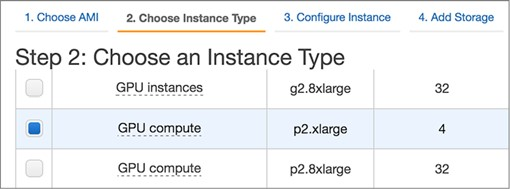 1. Choose AMI 2. Choose Instance Type 3. Configure Instance 4. Add Storage
Step 2: Choose an Instance Type
GPU instances g2.8xlarge 32
GPU compute p2.xlarge 4
GPU compute p2.8xlarge 32